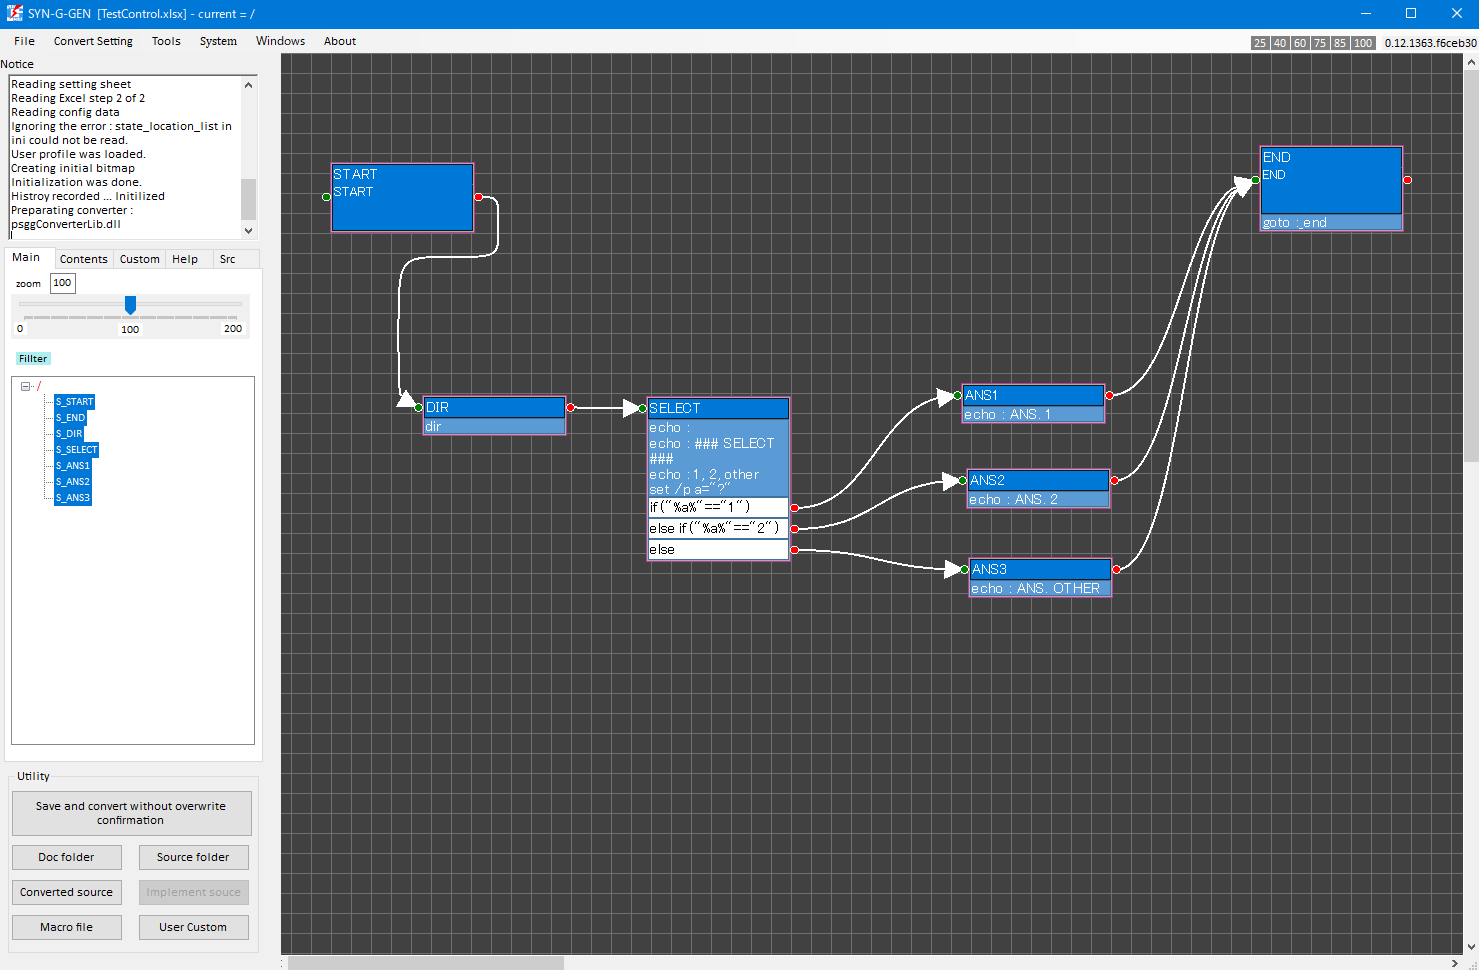 SYN-G-GEN [TestControl.xlsx] - current = /
File Convert Setting Tools System Windows About
25 40 60 75 85 100 0.12.1363.f6ceb30
Notice
Reading setting sheet
Reading Excel step 2 of 2
Reading config data
Ignoring the error : state_location_list in
ini could not be read.
User profile was loaded.
Creating initial bitmap
Initialization was done.
Histroy recorded ... Initilized
Preparating converter :
psggConverterLib.dll
Main Contents Custom Help Src
zoom 100
0 100 200
Fillter
/
S_START
S_END
S_DIR
S_SELECT
S_ANS1
S_ANS2
S_ANS3
Utility
Save and convert without overwrite
confirmation
Doc folder Source folder
Converted source Implement souce
Macro file User Custom
START
START
DIR
dir
SELECT
echo :
echo : ### SELECT
###
echo :1, 2, other
set /p a="?"
if ("%a%"=="1")
else if ("%a%"=="2")
else
ANS1
echo : ANS. 1
ANS2
echo : ANS. 2
ANS3
echo : ANS. OTHER
END
END
goto :_end